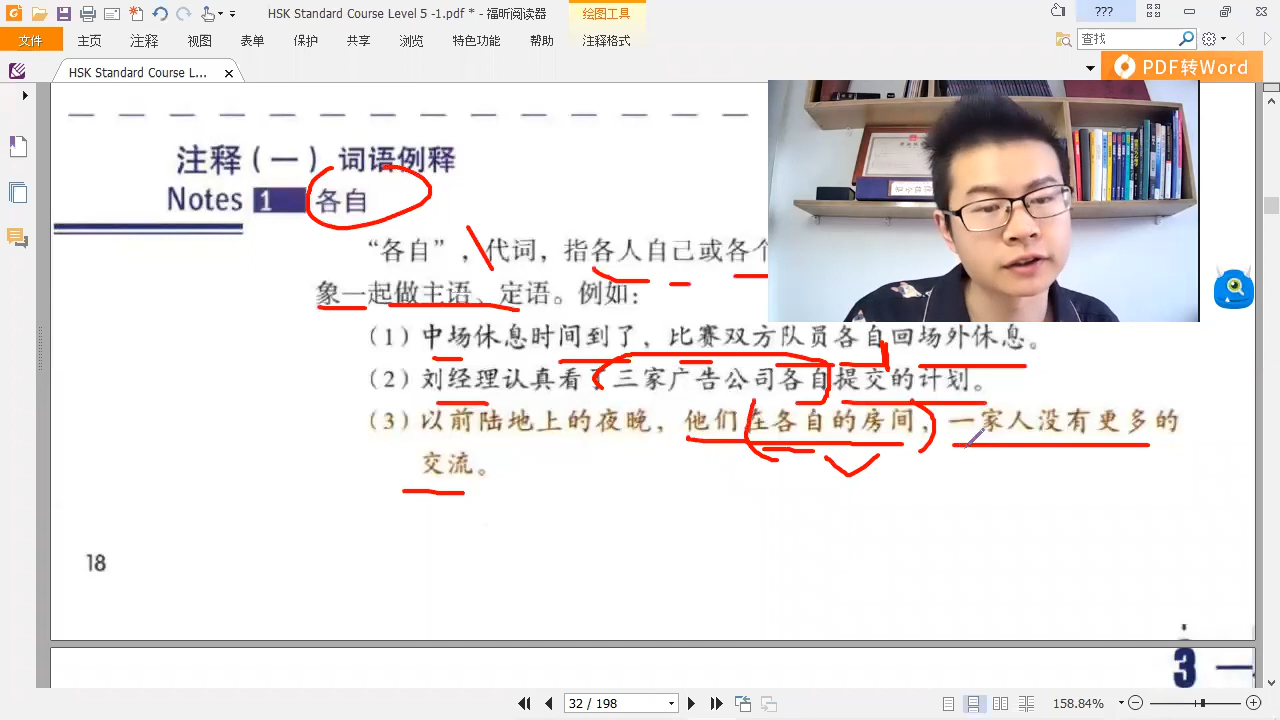 HSK Standard Course Level 5 -1.pdf * - 福昕阅读器
绘图工具
???
文件 主页 注释 视图 表单 保护 共享 浏览 特色功能 帮助 注释格式
查找
HSK Standard Course L...
PDF转Word
注释（一）词语例释
Notes 1 各自
“各自”，代词，指各人自己或各个
象一起做主语、定语。例如：
（1）中场休息时间到了，比赛双方队员各自回场外休息。
（2）刘经理认真看了三家广告公司各自提交的计划。
（3）以前陆地上的夜晚，他们在各自的房间，一家人没有更多的
交流。
18
3 一
32 / 198
158.84%